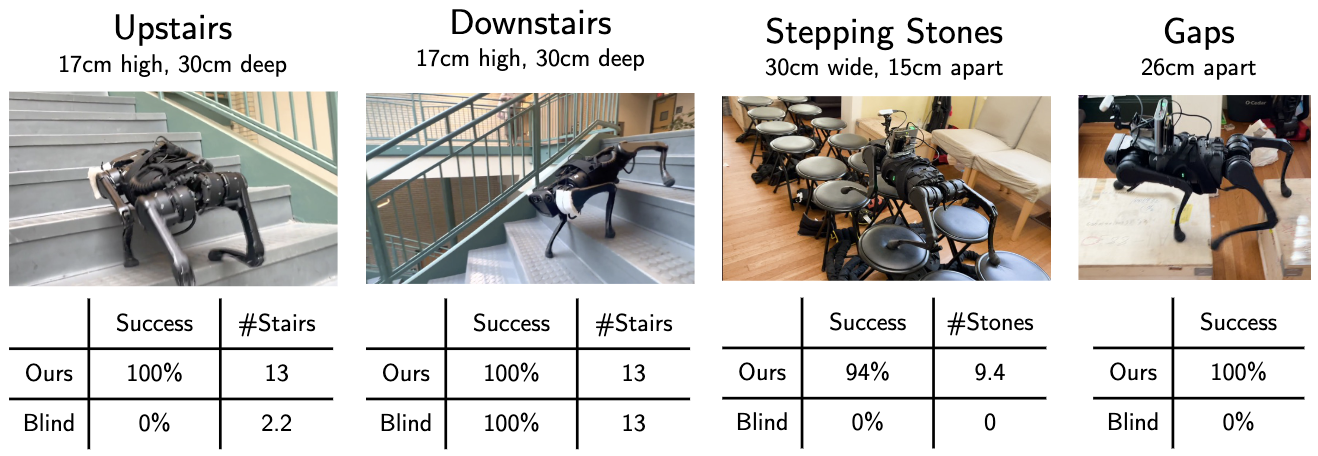 Upstairs
17cm high, 30cm deep
Success #Stairs
Ours 100% 13
Blind 0% 2.2
Downstairs
17cm high, 30cm deep
Success #Stairs
Ours 100% 13
Blind 100% 13
Stepping Stones
30cm wide, 15cm apart
Success #Stones
Ours 94% 9.4
Blind 0% 0
Gaps
26cm apart
Success
Ours 100%
Blind 0%